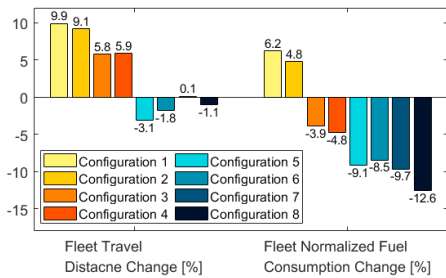 10
5
0
-5
-10
-15
9.9
9.1
5.8
5.9
-3.1
-1.8
0.1
-1.1
6.2
4.8
-3.9
-4.8
-9.1
-8.5
-9.7
-12.6
Configuration 1
Configuration 2
Configuration 3
Configuration 4
Configuration 5
Configuration 6
Configuration 7
Configuration 8
Fleet Travel
Distacne Change [%]
Fleet Normalized Fuel
Consumption Change [%]